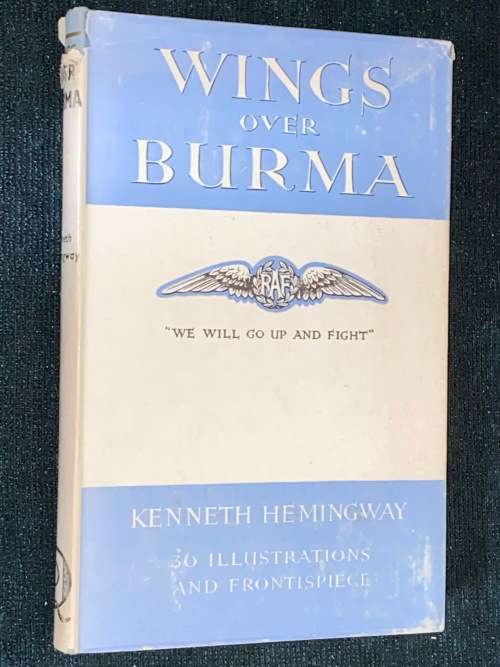 WINGS
OVER
BURMA
RAF
"WE WILL GO UP AND FIGHT"
KENNETH HEMINGWAY
30 ILLUSTRATIONS
AND FRONTISPIECE